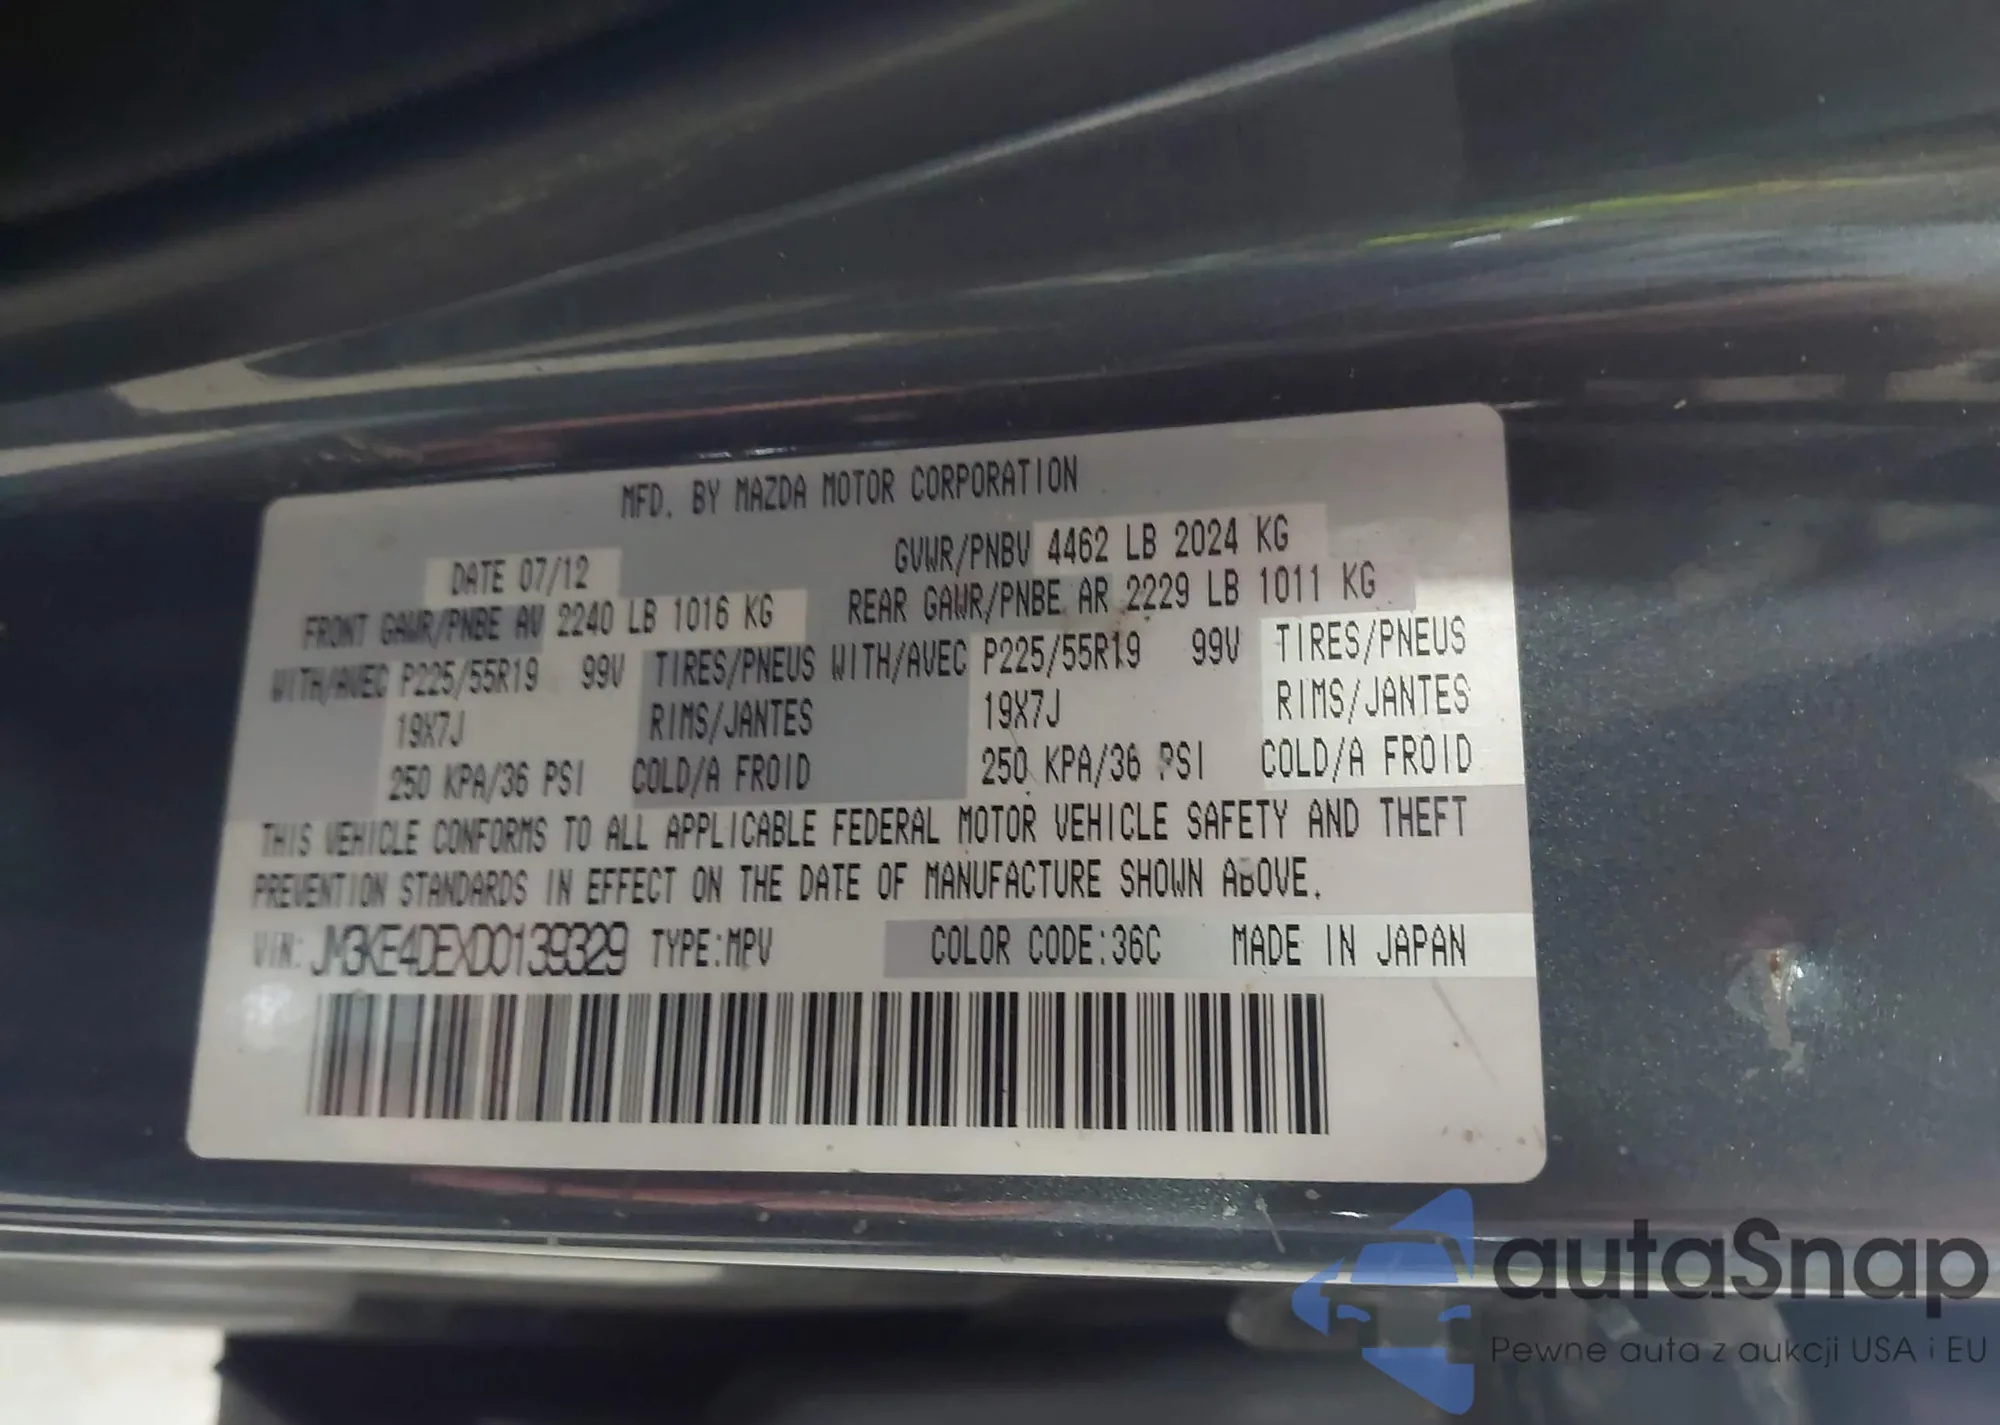 MFD. BY MAZDA MOTOR CORPORATION
DATE 07/12 GVWR/PNBV 4462 LB 2024 KG
FRONT GAWR/PNBE AV 2240 LB 1016 KG REAR GAWR/PNBE AR 2229 LB 1011 KG
WITH/AVEC P225/55R19 99V TIRES/PNEUS WITH/AVEC P225/55R19 99V TIRES/PNEUS
19X7J RIMS/JANTES 19X7J RIMS/JANTES
250 KPA/36 PSI COLD/A FROID 250 KPA/36 PSI COLD/A FROID
THIS VEHICLE CONFORMS TO ALL APPLICABLE FEDERAL MOTOR VEHICLE SAFETY AND THEFT
PREVENTION STANDARDS IN EFFECT ON THE DATE OF MANUFACTURE SHOWN ABOVE.
VIN: JM3KE4DEXD0139329 TYPE:MPV COLOR CODE:36C MADE IN JAPAN
autaSnap
Pewne auta z aukcji USA i EU